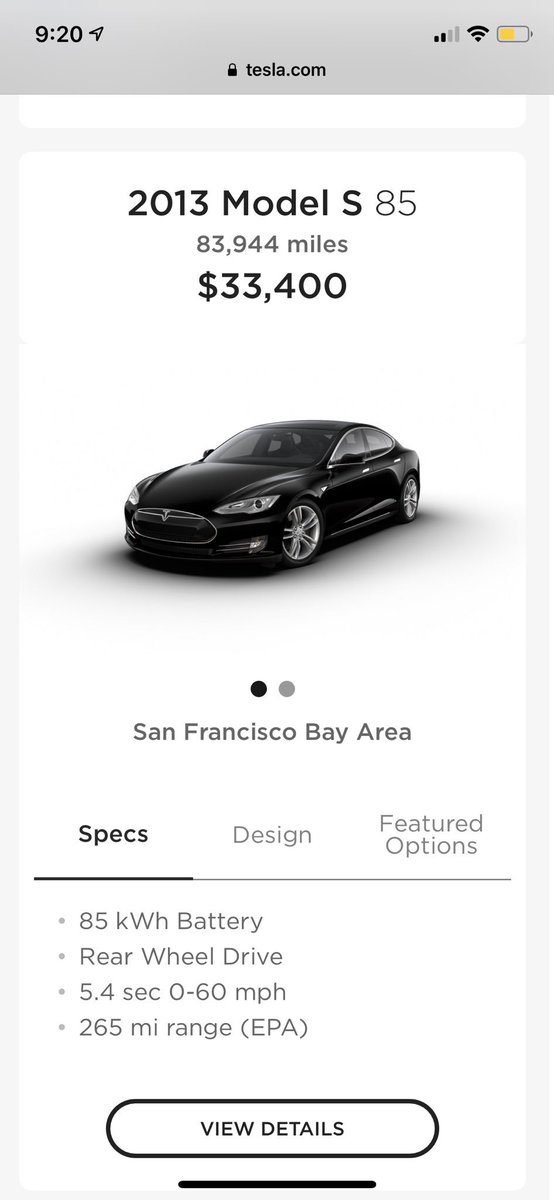 9:20
tesla.com
2013 Model S 85
83,944 miles
$33,400
San Francisco Bay Area
Specs
Design
Featured
Options
• 85 kWh Battery
• Rear Wheel Drive
• 5.4 sec 0-60 mph
• 265 mi range (EPA)
VIEW DETAILS